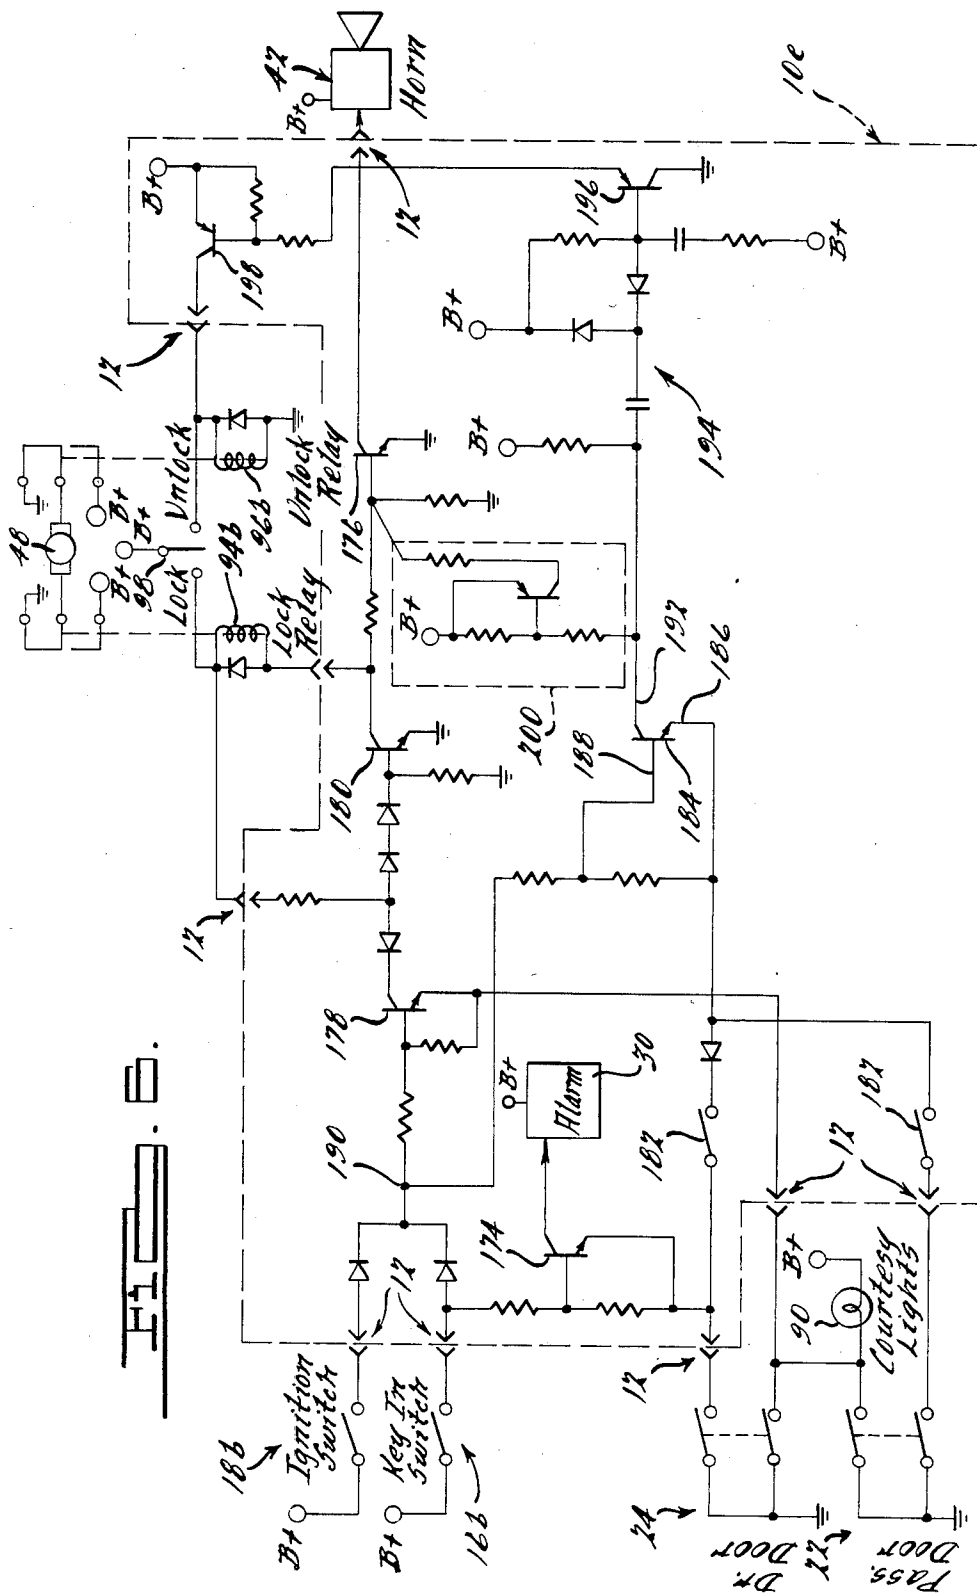 Fig. 8.
10e
B+
42
Horn
12
B+
198
196
B+
B+
B+
194
12
48
B+
B+
B+
98
Lock
Unlock
94b
96b
Lock
Relay
Unlock
Relay
176
B+
200
192
188
186
184
180
12
178
190
B+
Alarm
30
174
182
182
12
12
12
18b
Ignition
Switch
B+
Key In
Switch
B+
16b
24
Dr.
Door
22
Pass.
Door
90
B+
Courtesy
Lights